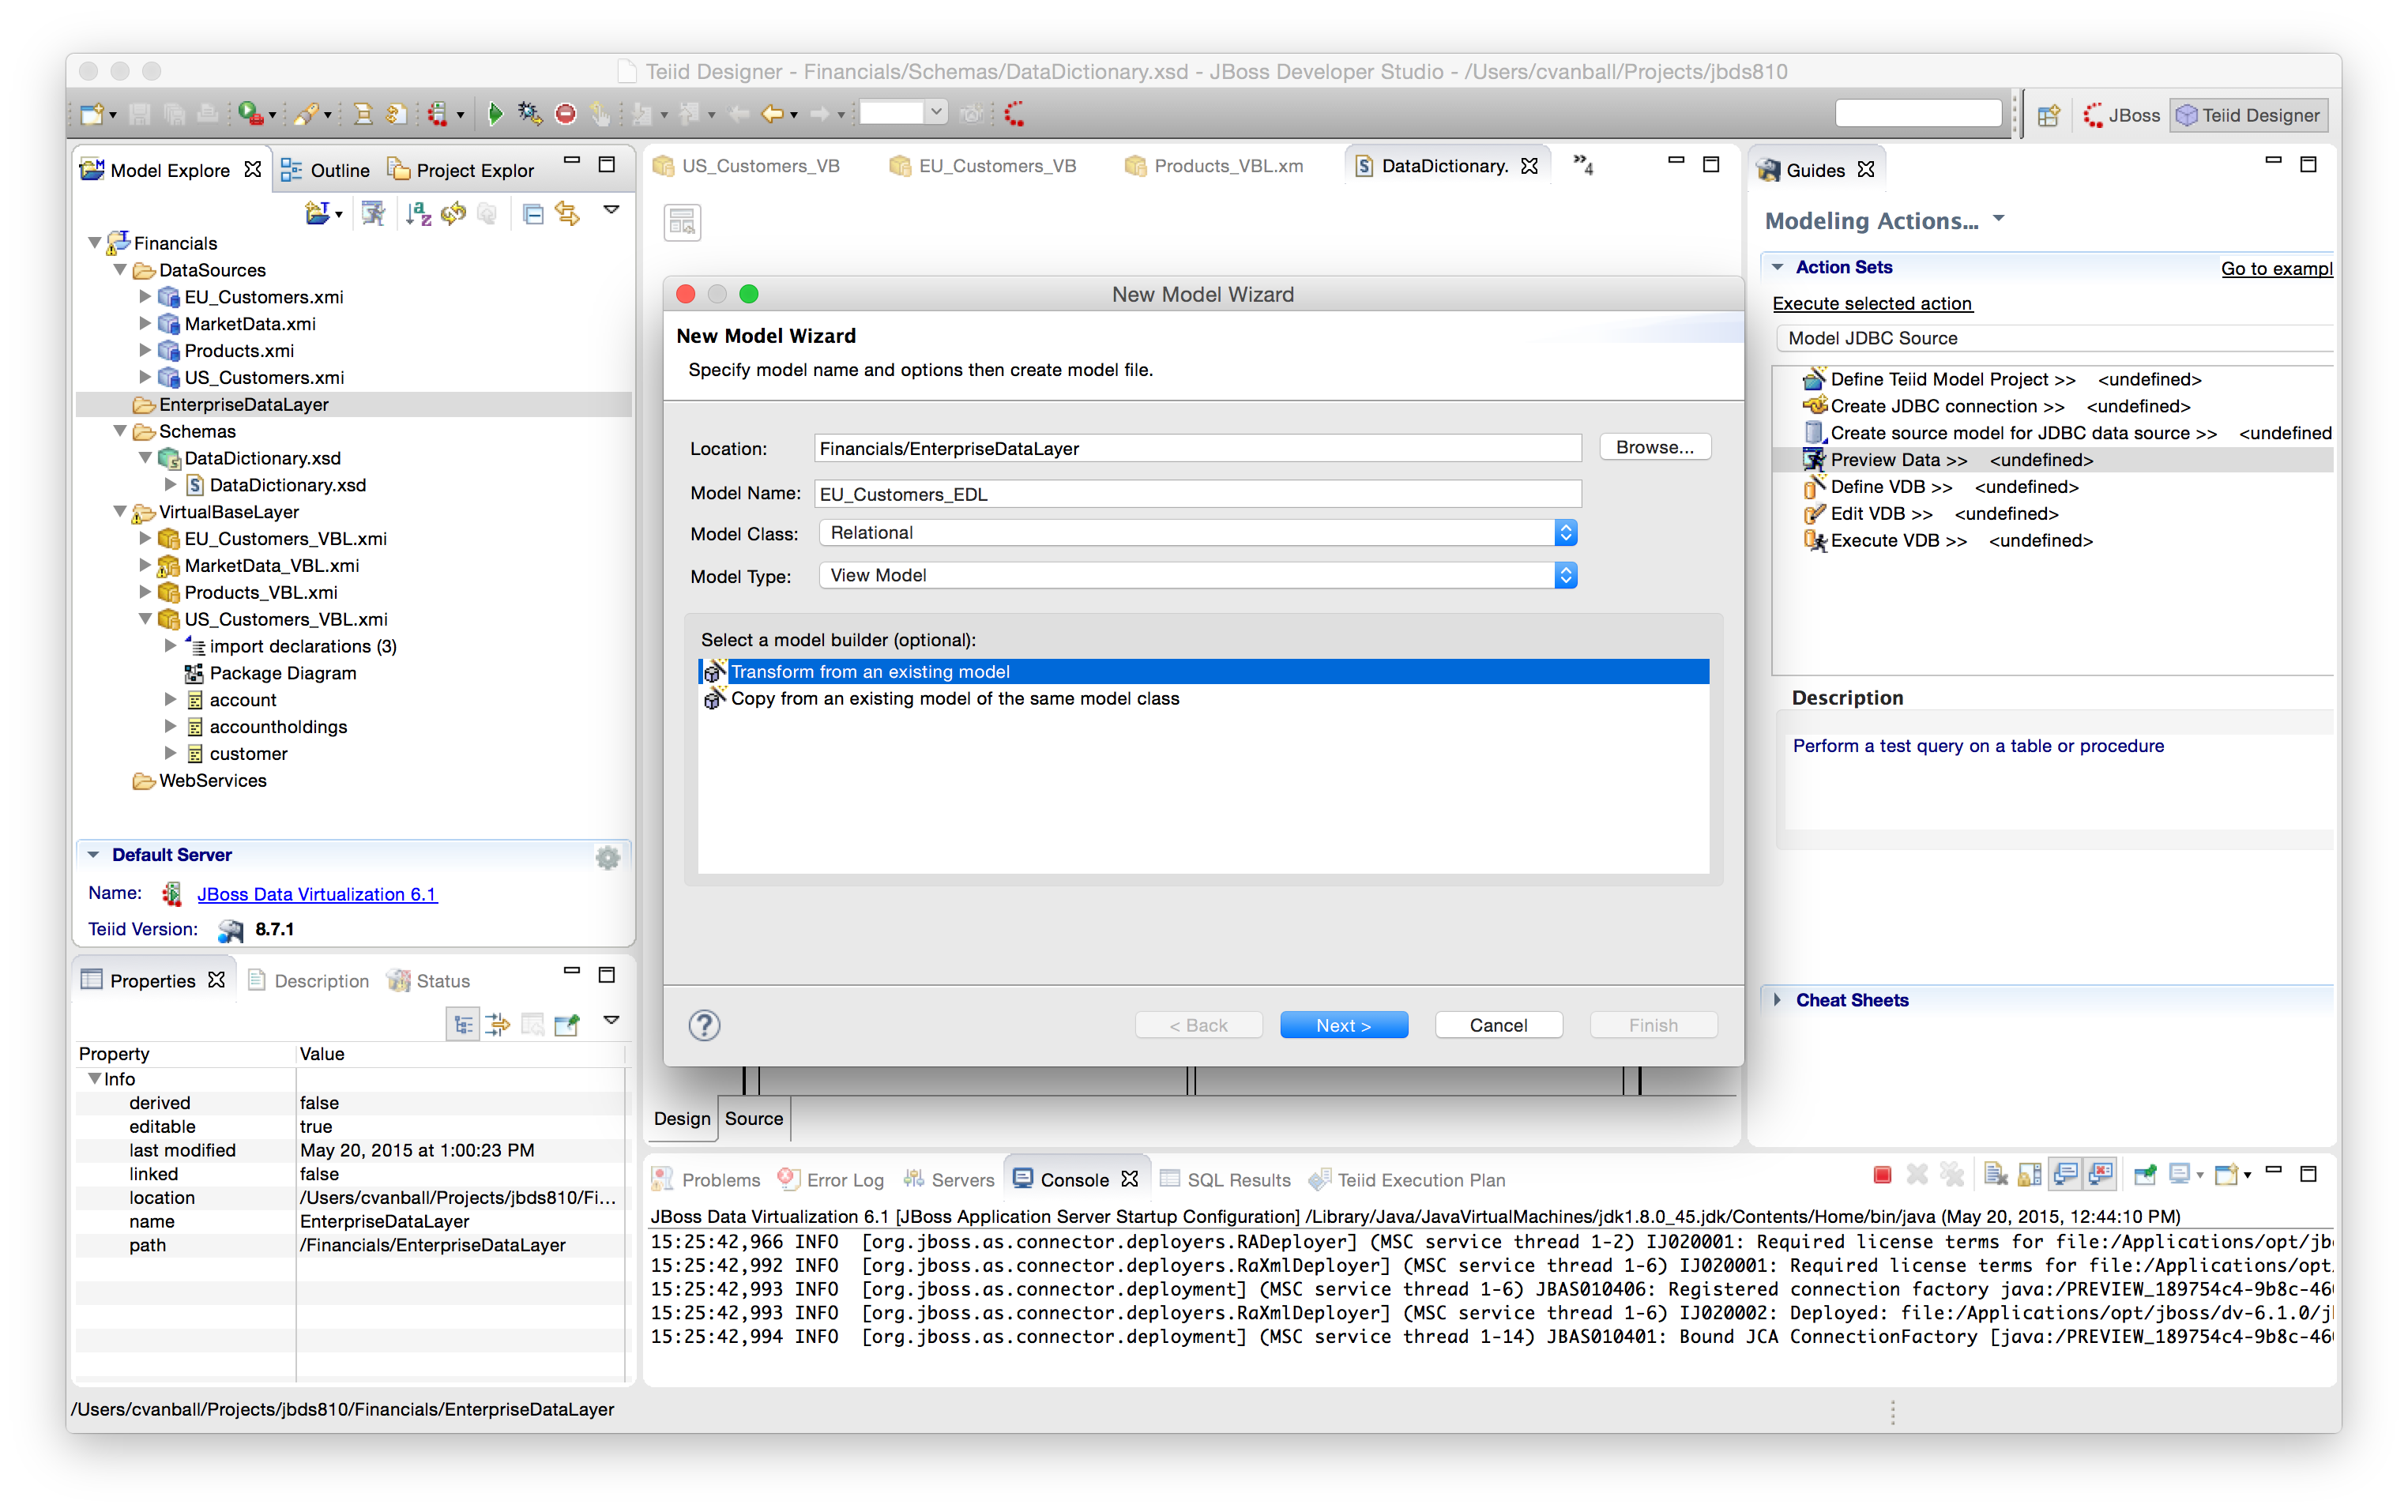 Teiid Designer - Financials/Schemas/DataDictionary.xsd - JBoss Developer Studio - /Users/cvanball/Projects/jbds810
JBoss
Teiid Designer
Model Explore
Outline
Project Explor
Financials
DataSources
EU_Customers.xmi
MarketData.xmi
Products.xmi
US_Customers.xmi
EnterpriseDataLayer
Schemas
DataDictionary.xsd
DataDictionary.xsd
VirtualBaseLayer
EU_Customers_VBL.xmi
MarketData_VBL.xmi
Products_VBL.xmi
US_Customers_VBL.xmi
import declarations (3)
Package Diagram
account
accountholdings
customer
WebServices
Default Server
Name: JBoss Data Virtualization 6.1
Teiid Version: 8.7.1
Properties
Description
Status
Property Value
Info
derived false
editable true
last modified May 20, 2015 at 1:00:23 PM
linked false
location /Users/cvanball/Projects/jbds810/Fi...
name EnterpriseDataLayer
path /Financials/EnterpriseDataLayer
/Users/cvanball/Projects/jbds810/Financials/EnterpriseDataLayer
US_Customers_VB
EU_Customers_VB
Products_VBL.xm
DataDictionary.
»4
New Model Wizard
New Model Wizard
Specify model name and options then create model file.
Location: Financials/EnterpriseDataLayer Browse...
Model Name: EU_Customers_EDL
Model Class: Relational
Model Type: View Model
Select a model builder (optional):
Transform from an existing model
Copy from an existing model of the same model class
? < Back Next > Cancel Finish
Design Source
Guides
Modeling Actions...
Action Sets Go to exampl
Execute selected action
Model JDBC Source
Define Teiid Model Project >> <undefined>
Create JDBC connection >> <undefined>
Create source model for JDBC data source >> <undefined
Preview Data >> <undefined>
Define VDB >> <undefined>
Edit VDB >> <undefined>
Execute VDB >> <undefined>
Description
Perform a test query on a table or procedure
Cheat Sheets
Problems
Error Log
Servers
Console
SQL Results
Teiid Execution Plan
JBoss Data Virtualization 6.1 [JBoss Application Server Startup Configuration] /Library/Java/JavaVirtualMachines/jdk1.8.0_45.jdk/Contents/Home/bin/java (May 20, 2015, 12:44:10 PM)
15:25:42,966 INFO [org.jboss.as.connector.deployers.RADeployer] (MSC service thread 1-2) IJ020001: Required license terms for file:/Applications/opt/jb
15:25:42,992 INFO [org.jboss.as.connector.deployers.RaXmlDeployer] (MSC service thread 1-6) IJ020001: Required license terms for file:/Applications/opt
15:25:42,993 INFO [org.jboss.as.connector.deployment] (MSC service thread 1-6) JBAS010406: Registered connection factory java:/PREVIEW_189754c4-9b8c-46
15:25:42,993 INFO [org.jboss.as.connector.deployers.RaXmlDeployer] (MSC service thread 1-6) IJ020002: Deployed: file:/Applications/opt/jboss/dv-6.1.0/j
15:25:42,994 INFO [org.jboss.as.connector.deployment] (MSC service thread 1-14) JBAS010401: Bound JCA ConnectionFactory [java:/PREVIEW_189754c4-9b8c-46